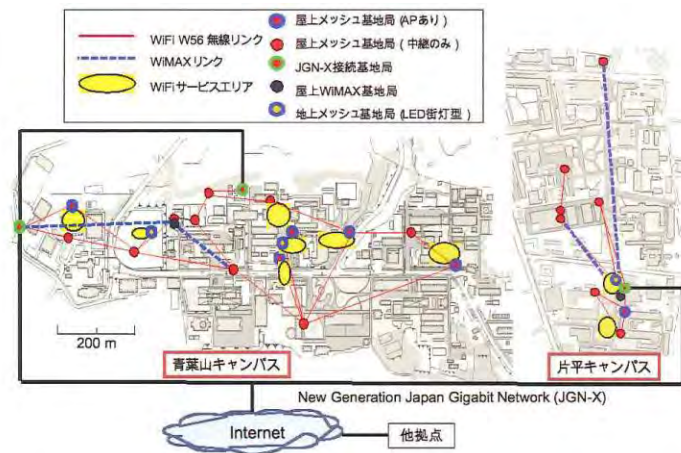 WiFi W56 無線リンク
WiMAXリンク
WiFiサービスエリア
屋上メッシュ基地局 (APあり)
屋上メッシュ基地局 (中継のみ)
JGN-X接続基地局
屋上WiMAX基地局
地上メッシュ基地局 (LED街灯型)
200 m
青葉山キャンパス
片平キャンパス
New Generation Japan Gigabit Network (JGN-X)
Internet
他拠点